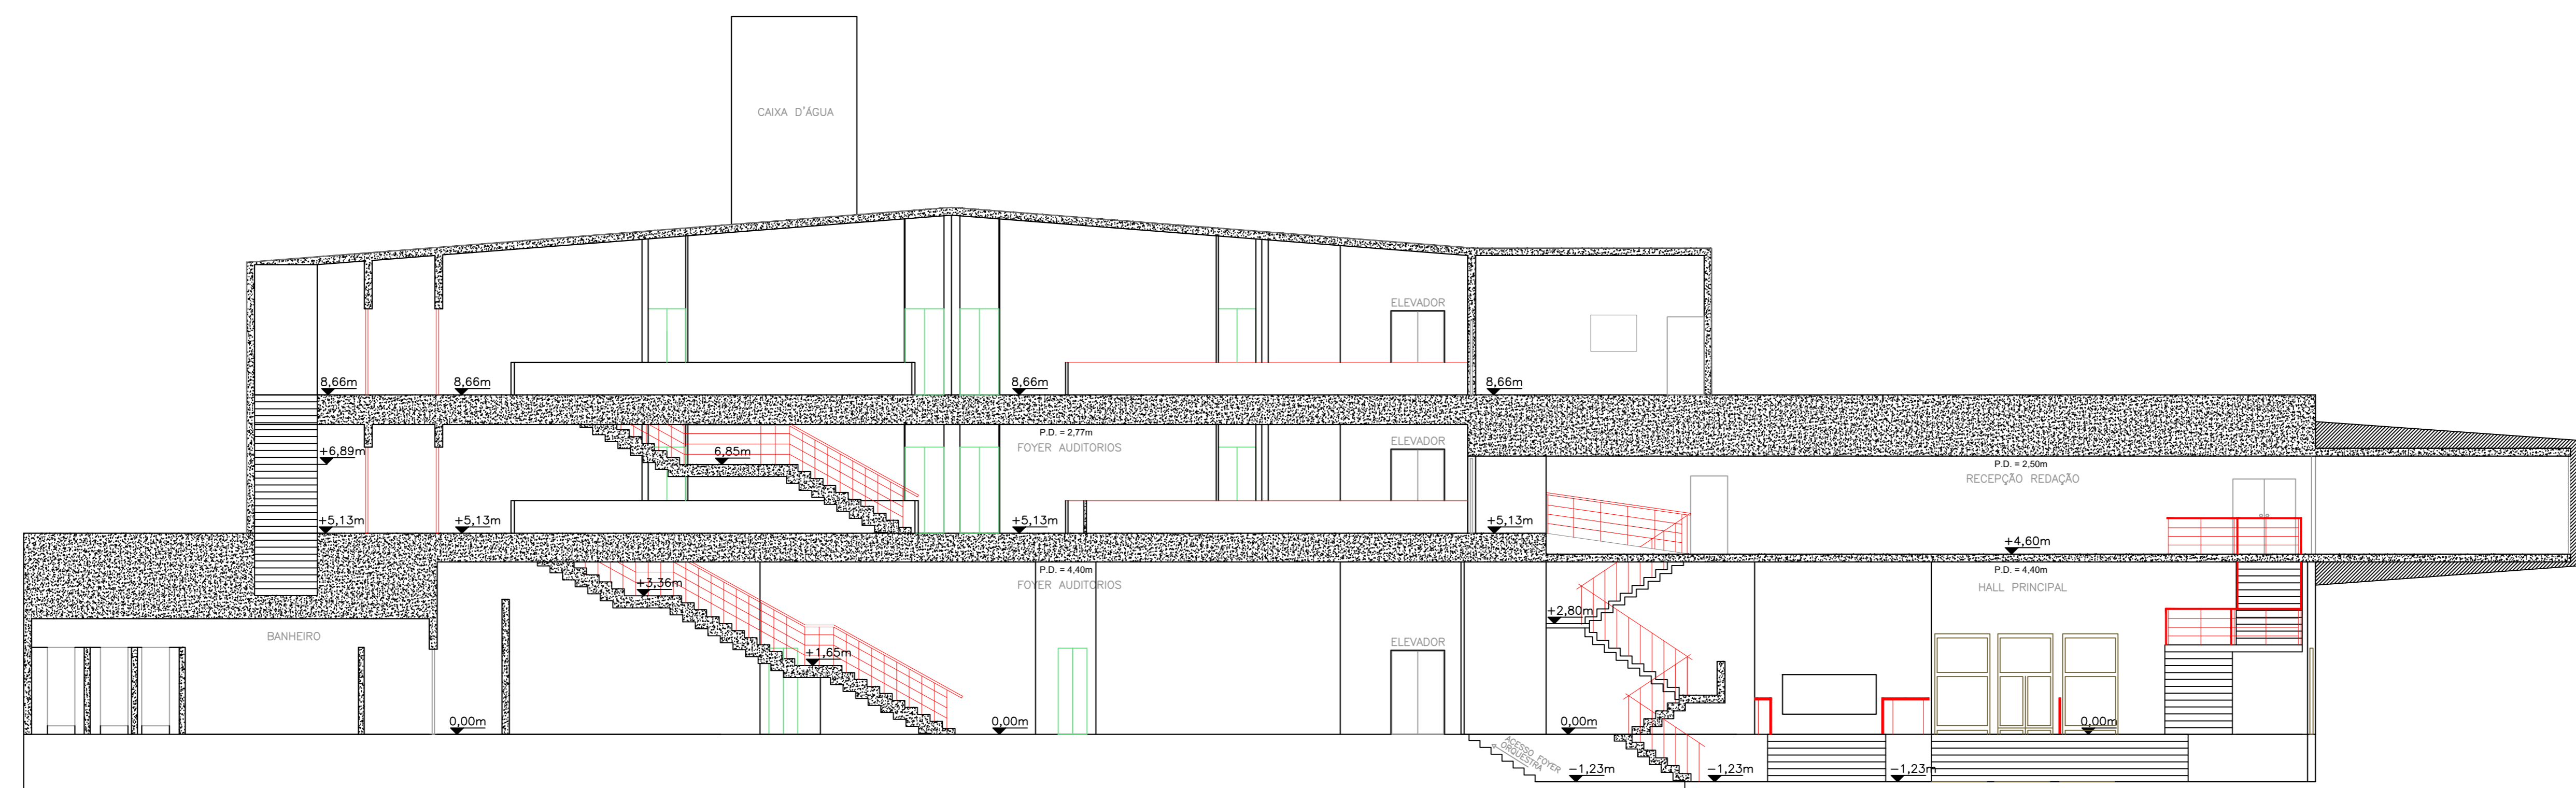 CAIXA D'ÁGUA
ELEVADOR
8,66m
8,66m
8,66m
8,66m
P.D. = 2,77m
FOYER AUDITORIOS
ELEVADOR
+6,89m
6,85m
P.D. = 2,50m
RECEPÇÃO REDAÇÃO
+5,13m
+5,13m
+5,13m
+5,13m
+4,60m
P.D. = 4,40m
FOYER AUDITORIOS
P.D. = 4,40m
HALL PRINCIPAL
+3,36m
+2,80m
BANHEIRO
ELEVADOR
+1,65m
0,00m
0,00m
0,00m
0,00m
ACESSO FOYER
ORQUESTRA
-1,23m
-1,23m
-1,23m